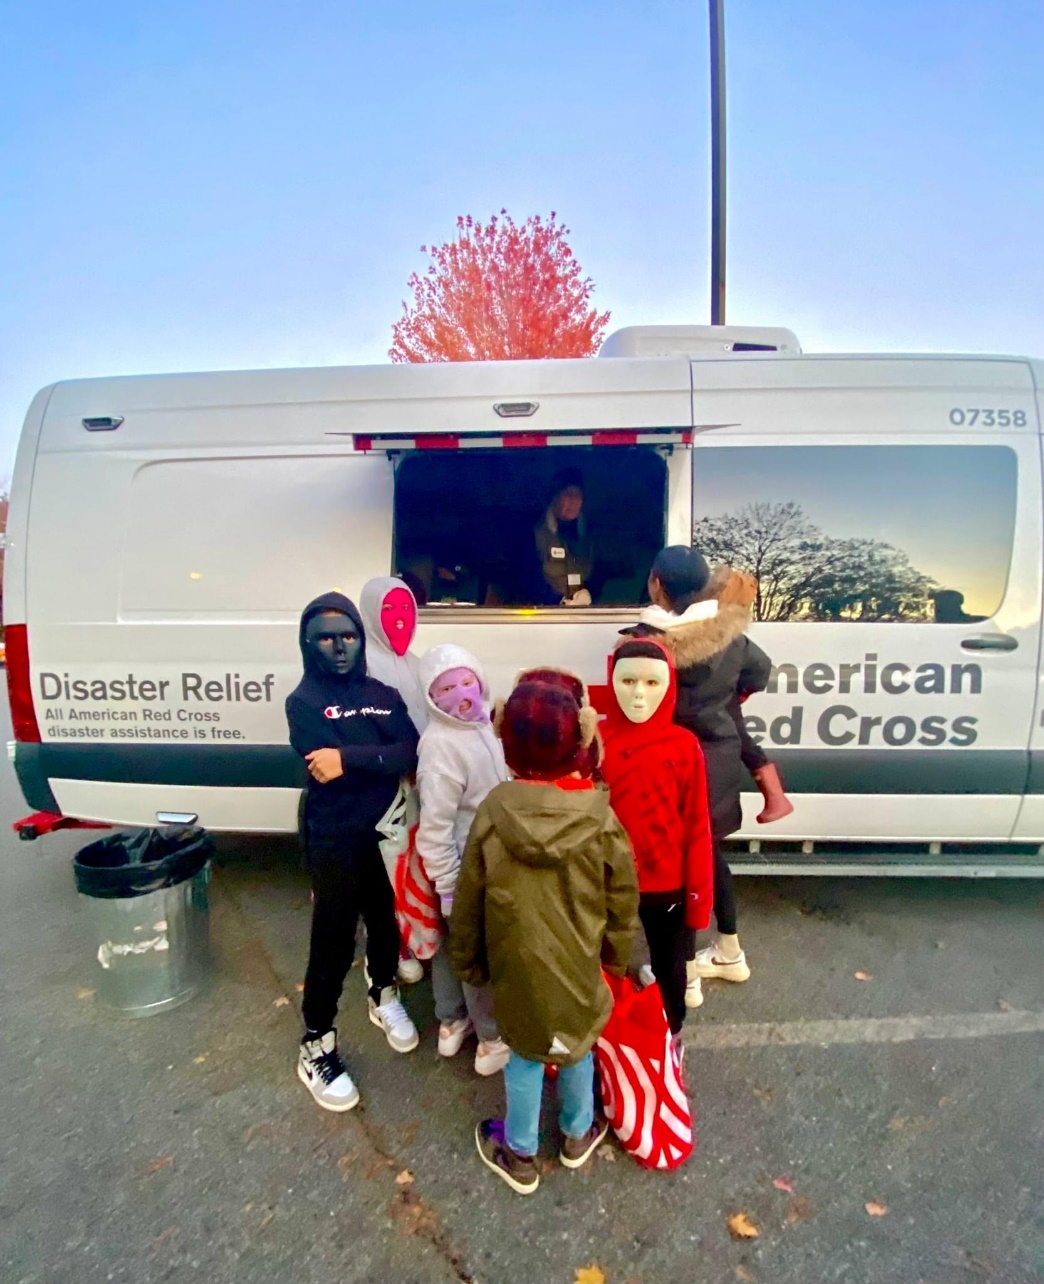 07358
Disaster Relief
All American Red Cross
disaster assistance is free.
merican
ed Cross
Champion